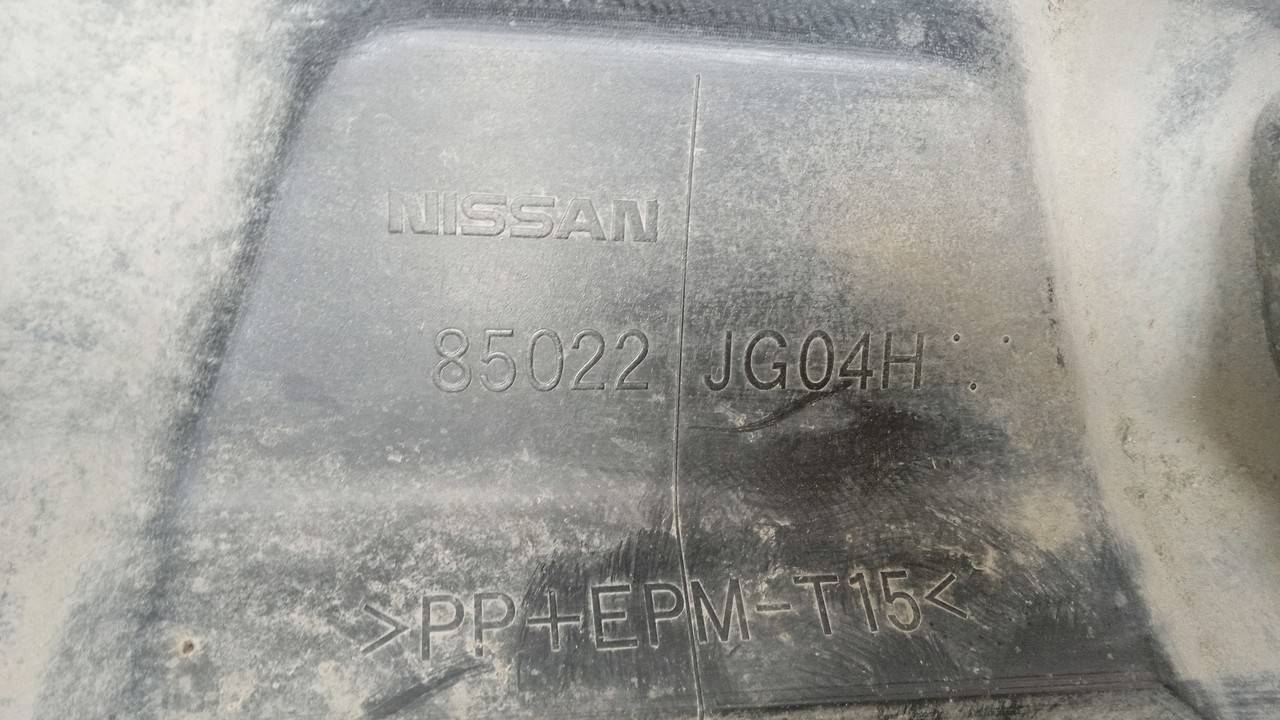 NISSAN
85022 JG04H
>PP+EPM-T15<